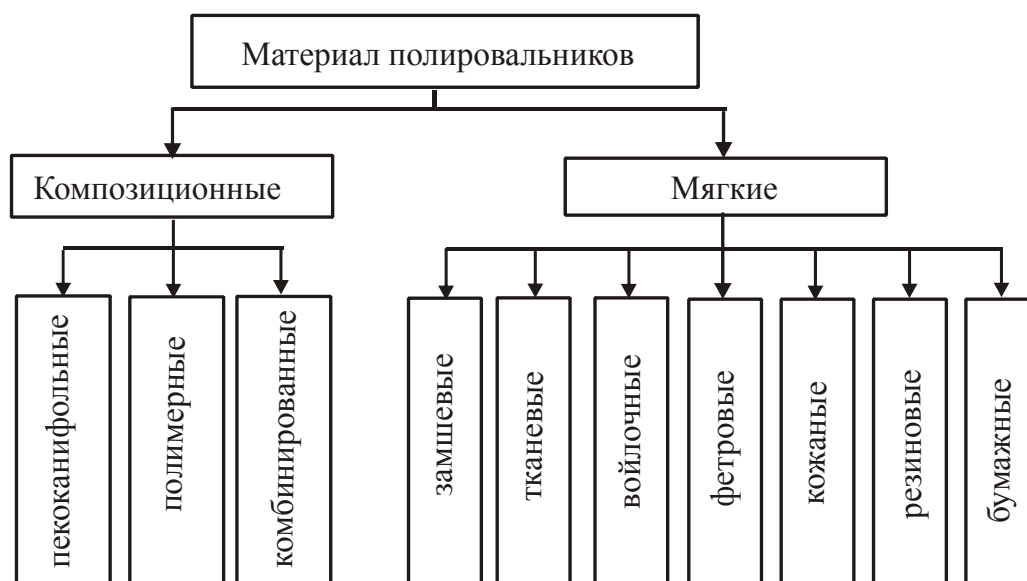 Материал полировальников
Композиционные
Мягкие
пекоканифольные
полимерные
комбинированные
замшевые
тканевые
войлочные
фетровые
кожаные
резиновые
бумажные